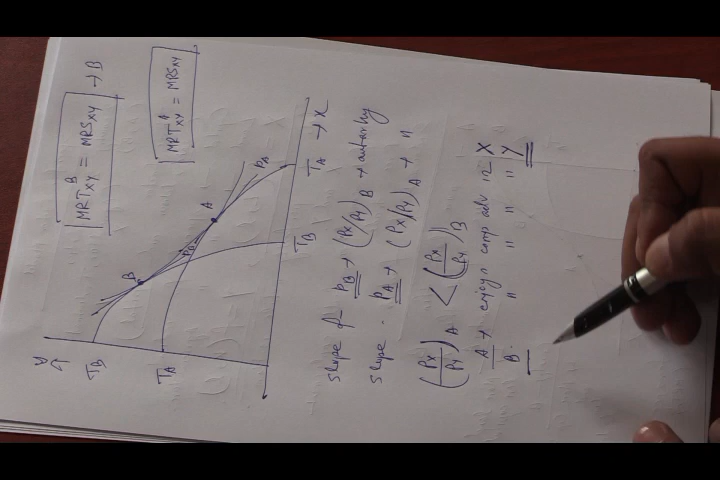 MRT^B_XY = MRS_XY → B
MRT^A_XY = MRS_XY
Y
T_B
T_A
B
A
P_B
P_A
T_B
T_A → X
Slope of P_B → (Px/Py)_B → autarky
Slope " P_A → (Px/Py)_A → "
(Px/Py)_A < (Px/Py)_B
A → enjoys comp adv in X
B " " " " " Y